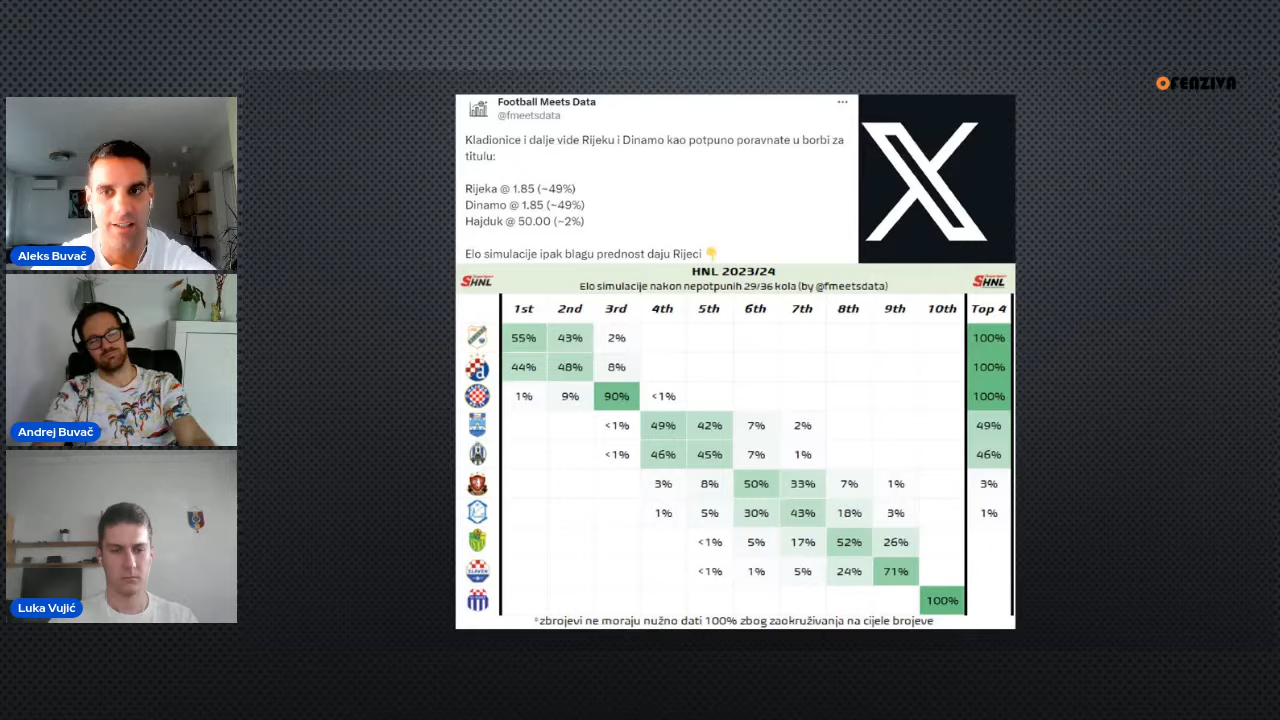 OFENZIVA
Football Meets Data
@fmeetsdata
Kladionice i dalje vide Rijeku i Dinamo kao potpuno poravnate u borbi za
titulu:
Rijeka @ 1.85 (~49%)
Dinamo @ 1.85 (~49%)
Hajduk @ 50.00 (~2%)
Elo simulacije ipak blagu prednost daju Rijeci
HNL 2023/24
Elo simulacije nakon nepotpunih 29/36 kola (by @fmeetsdata)
SHNL
SHNL
1st 2nd 3rd 4th 5th 6th 7th 8th 9th 10th Top 4
55% 43% 2% 100%
44% 48% 8% 100%
1% 9% 90% <1% 100%
<1% 49% 42% 7% 2% 49%
<1% 46% 45% 7% 1% 46%
3% 8% 50% 33% 7% 1% 3%
1% 5% 30% 43% 18% 3% 1%
<1% 5% 17% 52% 26%
<1% 1% 5% 24% 71%
100%
*zbrojevi ne moraju nužno dati 100% zbog zaokruživanja na cijele brojeve
Aleks Buvač
Andrej Buvač
Luka Vujić